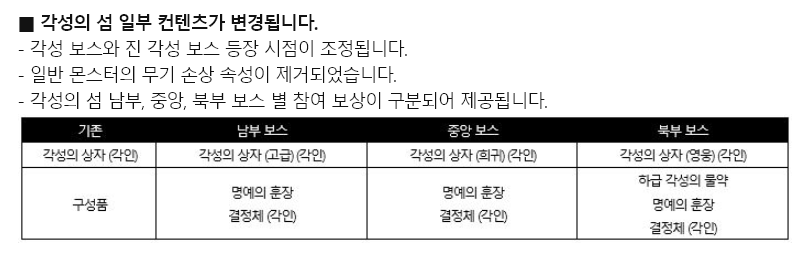 ■ 각성의 섬 일부 컨텐츠가 변경됩니다.
- 각성 보스와 진 각성 보스 등장 시점이 조정됩니다.
- 일반 몬스터의 무기 손상 속성이 제거되었습니다.
- 각성의 섬 남부, 중앙, 북부 보스 별 참여 보상이 구분되어 제공됩니다.
기존 남부 보스 중앙 보스 북부 보스
각성의 상자 (각인) 각성의 상자 (고급) (각인) 각성의 상자 (희귀) (각인) 각성의 상자 (영웅) (각인)
구성품
명예의 훈장
결정체 (각인)
명예의 훈장
결정체 (각인)
하급 각성의 물약
명예의 훈장
결정체 (각인)